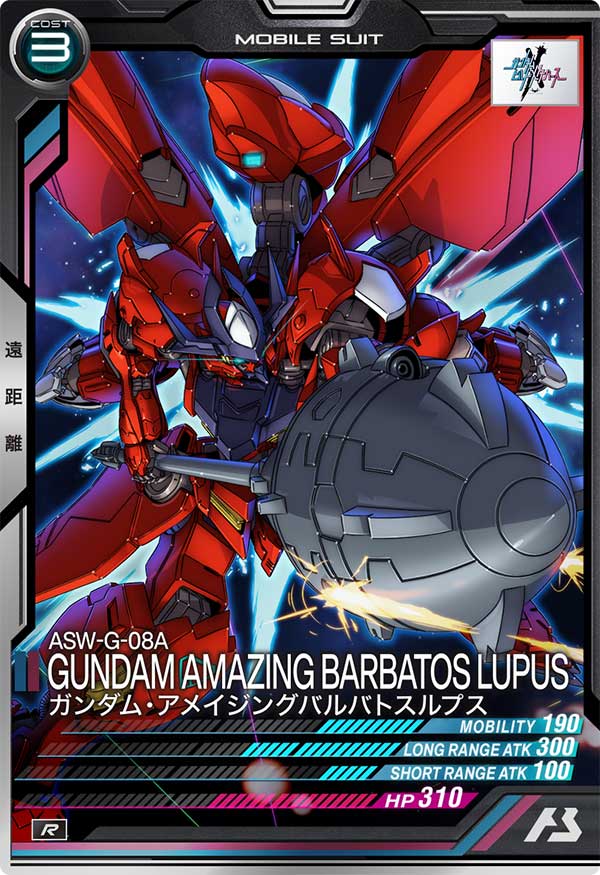 COST
3
MOBILE SUIT
遠距離
ASW-G-08A
GUNDAM AMAZING BARBATOS LUPUS
ガンダム・アメイジングバルバトスルプス
MOBILITY 190
LONG RANGE ATK 300
SHORT RANGE ATK 100
HP 310
R